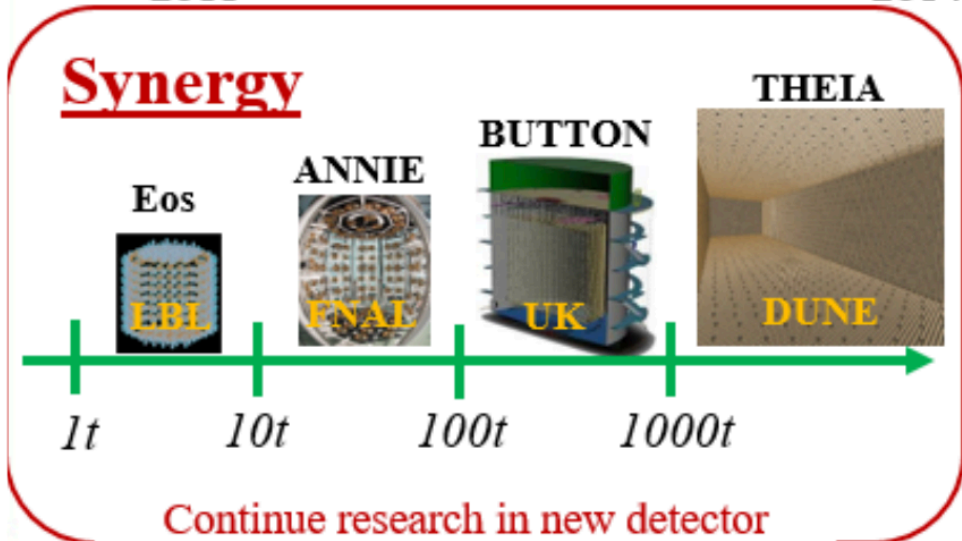 Synergy
THEIA
BUTTON
ANNIE
Eos
LBL
FNAL
UK
DUNE
1t
10t
100t
1000t
Continue research in new detector